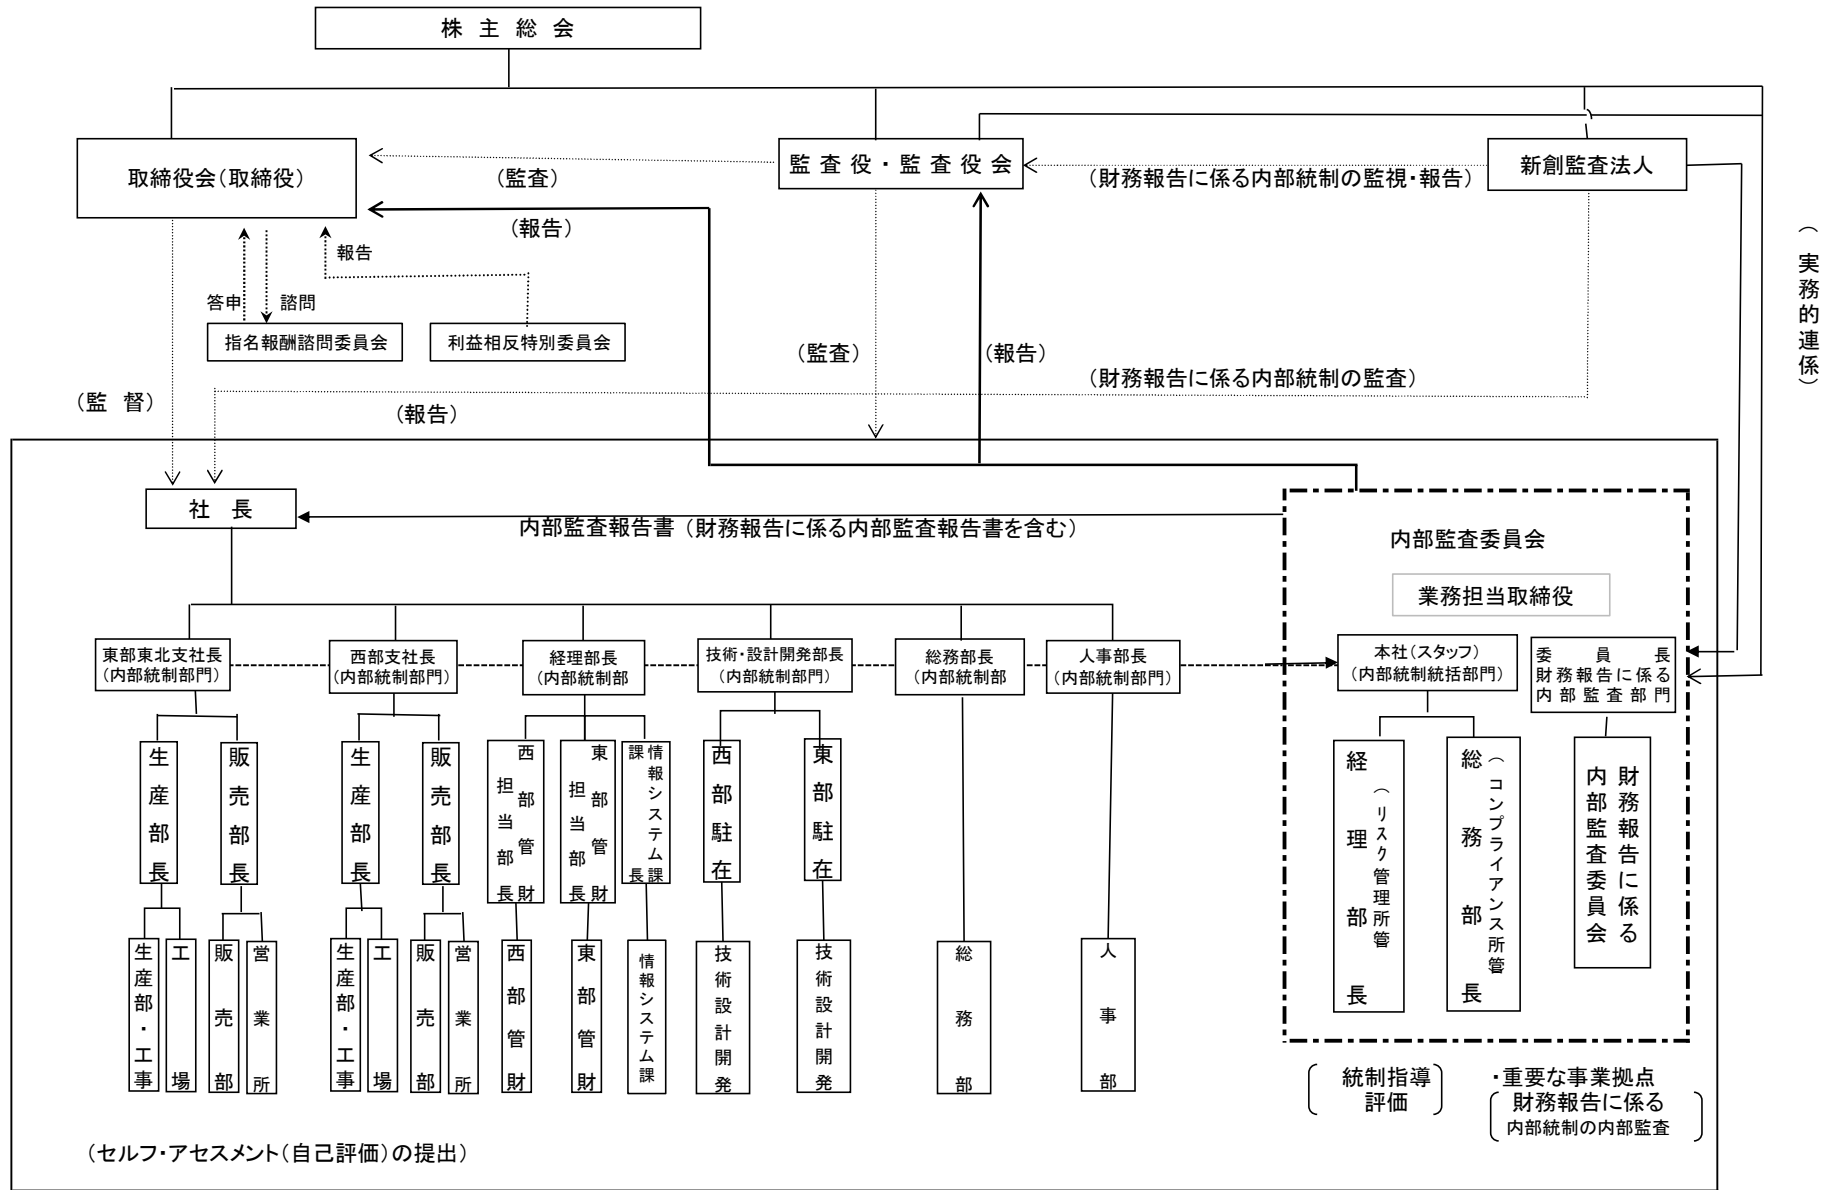 株 主 総 会
取締役会(取締役)
監 査 役 ・ 監 査 役 会
新創監査法人
(監査)
(財務報告に係る内部統制の監視・報告)
(報告)
報告
答申
諮問
指名報酬諮問委員会
利益相反特別委員会
(監査)
(報告)
(財務報告に係る内部統制の監査)
(監 督)
(報告)
(実務的連係)
社 長
内部監査報告書 (財務報告に係る内部監査報告書を含む)
内部監査委員会
業務担当取締役
東部東北支社長
(内部統制部門)
西部支社長
(内部統制部門)
経理部長
(内部統制部
技術・設計開発部長
(内部統制部門)
総務部長
(内部統制部
人事部長
(内部統制部門)
本社(スタッフ)
(内部統制統括部門)
委 員 長
財務報告に係る
内部監査部門
生産部長
販売部長
生産部長
販売部長
西部管財
担当部長
東部管財
担当部長
情報システム課
課長
西部駐在
東部駐在
経理部長
(リスク管理所管
総務部長
(コンプライアンス所管
財務報告に係る
内部監査委員会
生産部・工事
工場
販売部
営業所
生産部・工事
工場
販売部
営業所
西部管財
東部管財
情報システム課
技術設計開発
技術設計開発
総務部
人事部
統制指導
評価
・重要な事業拠点
財務報告に係る
内部統制の内部監査
(セルフ・アセスメント(自己評価)の提出)